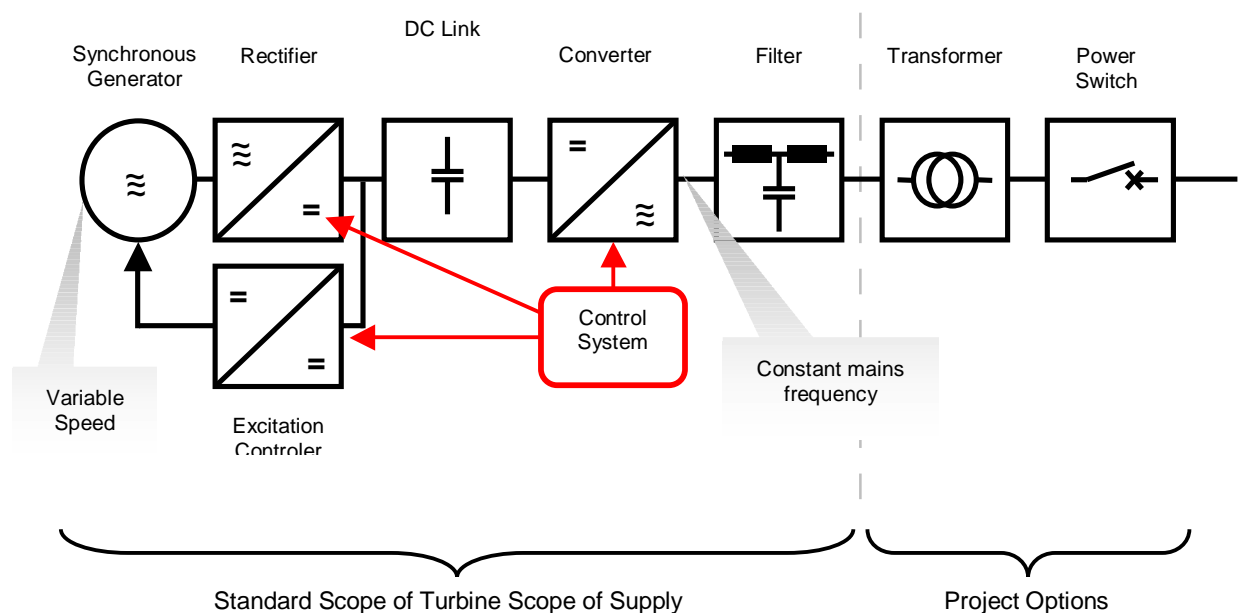 DC Link
Synchronous
Generator
Rectifier
Converter
Filter
Transformer
Power
Switch
Control
System
Variable
Speed
Constant mains
frequency
Excitation
Controler
Standard Scope of Turbine Scope of Supply
Project Options